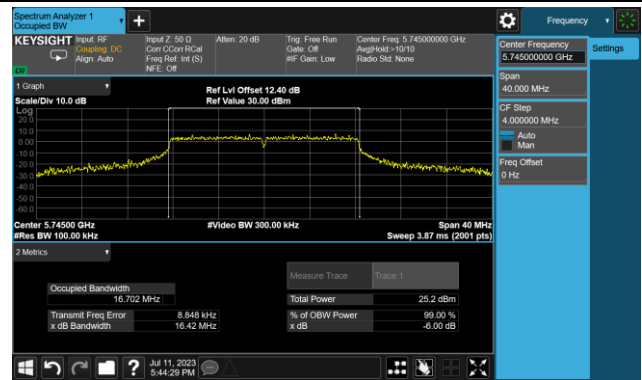 Spectrum Analyzer 1
Occupied BW
Frequency
KEYSIGHT
Input: RF
Coupling: DC
Align: Auto
Input Z: 50 Ω
Corr CCorr RCal
Freq Ref: Int (S)
NFE: Off
Atten: 20 dB
Trig: Free Run
Gate: Off
#IF Gain: Low
Center Freq: 5.745000000 GHz
Avg|Hold:>10/10
Radio Std: None
Center Frequency
5.745000000 GHz
Settings
Span
40.000 MHz
CF Step
4.000000 MHz
Auto
Man
Freq Offset
0 Hz
1 Graph
Scale/Div 10.0 dB
Ref Lvl Offset 12.40 dB
Ref Value 30.00 dBm
Log
20.0
10.0
0.00
-10.0
-20.0
-30.0
-40.0
-50.0
-60.0
Center 5.74500 GHz
#Res BW 100.00 kHz
#Video BW 300.00 kHz
Span 40 MHz
Sweep 3.87 ms (2001 pts)
2 Metrics
Measure Trace
Trace 1
Occupied Bandwidth
16.702 MHz
Total Power
25.2 dBm
Transmit Freq Error
8.848 kHz
% of OBW Power
99.00 %
x dB Bandwidth
16.42 MHz
x dB
-6.00 dB
?
Jul 11, 2023
5:44:29 PM